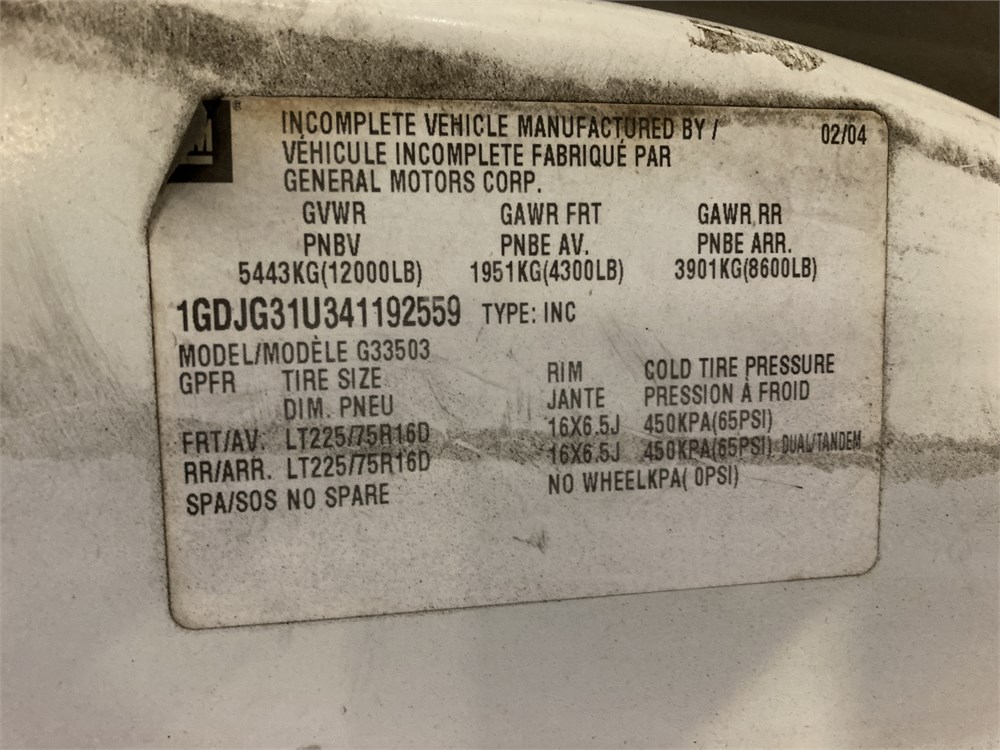 INCOMPLETE VEHICLE MANUFACTURED BY / 02/04
VÉHICULE INCOMPLETE FABRIQUÉ PAR
GENERAL MOTORS CORP.
GVWR GAWR FRT GAWR RR
PNBV PNBE AV. PNBE ARR.
5443KG(12000LB) 1951KG(4300LB) 3901KG(8600LB)
1GDJG31U341192559 TYPE: INC
MODEL/MODÈLE G33503
GPFR TIRE SIZE RIM COLD TIRE PRESSURE
DIM. PNEU JANTE PRESSION À FROID
FRT/AV. LT225/75R16D 16X6.5J 450KPA(65PSI)
RR/ARR. LT225/75R16D 16X6.5J 450KPA(65PSI) DUAL/TANDEM
SPA/SOS NO SPARE NO WHEELKPA( 0PSI)